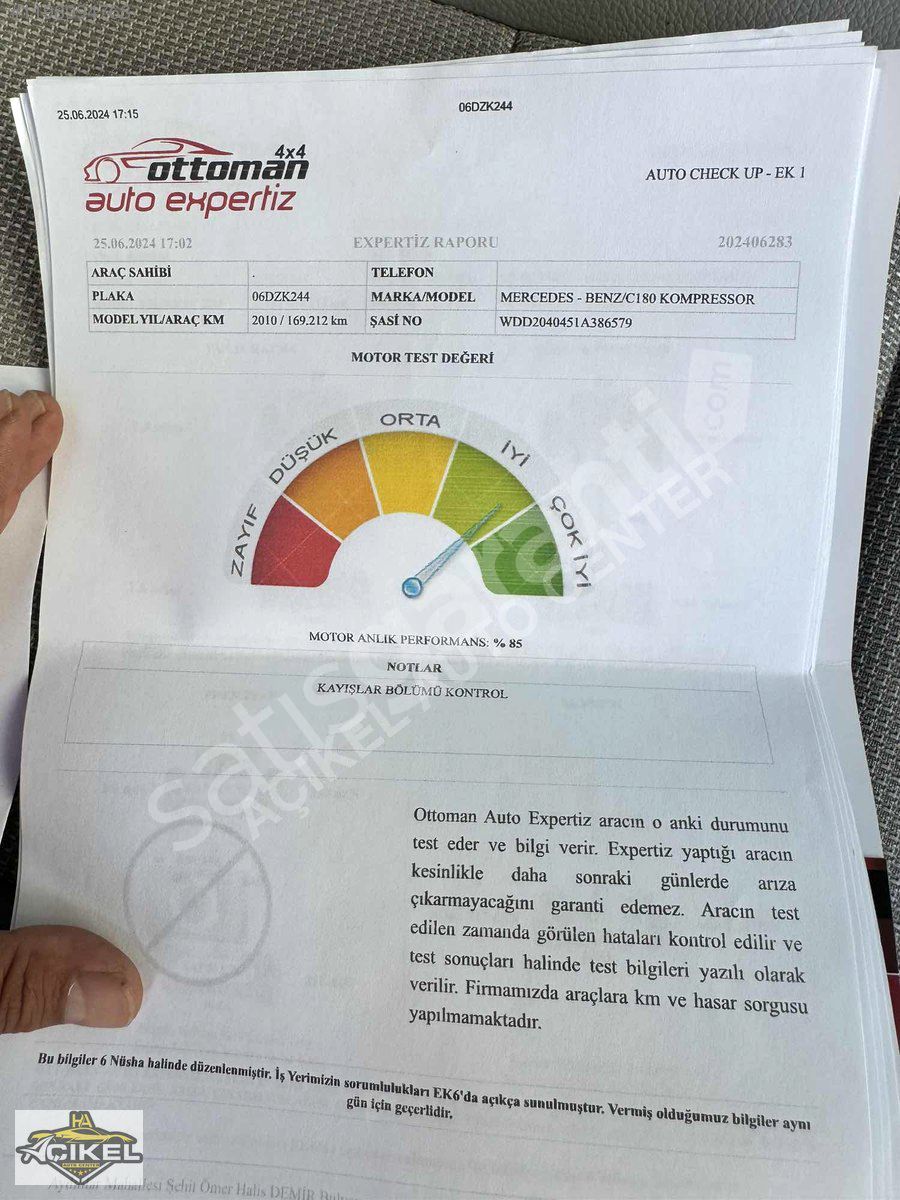 25.06.2024 17:15
06DZK244
4x4
ottoman
auto expertiz
AUTO CHECK UP - EK 1
25.06.2024 17:02 EXPERTİZ RAPORU 202406283
ARAÇ SAHİBİ . TELEFON
PLAKA 06DZK244 MARKA/MODEL MERCEDES - BENZ/C180 KOMPRESSOR
MODEL YIL/ARAÇ KM 2010 / 169.212 km ŞASİ NO WDD2040451A386579
MOTOR TEST DEĞERİ
ZAYIF
DÜŞÜK
ORTA
İYİ
ÇOK İYİ
MOTOR ANLIK PERFORMANS: % 85
NOTLAR
KAYIŞLAR BÖLÜMÜ KONTROL
satısgaranti.com
AÇIKEL AUTO CENTER
Ottoman Auto Expertiz aracın o anki durumunu
test eder ve bilgi verir. Expertiz yaptığı aracın
kesinlikle daha sonraki günlerde arıza
çıkarmayacağını garanti edemez. Aracın test
edilen zamanda görülen hataları kontrol edilir ve
test sonuçları halinde test bilgileri yazılı olarak
verilir. Firmamızda araçlara km ve hasar sorgusu
yapılmamaktadır.
Bu bilgiler 6 Nüsha halinde düzenlenmiştir. İş Yerimizin sorumlulukları EK6'da açıkça sunulmuştur. Vermiş olduğumuz bilgiler aynı
gün için geçerlidir.
HA
AÇIKEL
AUTO CENTER
Mahallesi Şehit Ömer Halis DEMİR